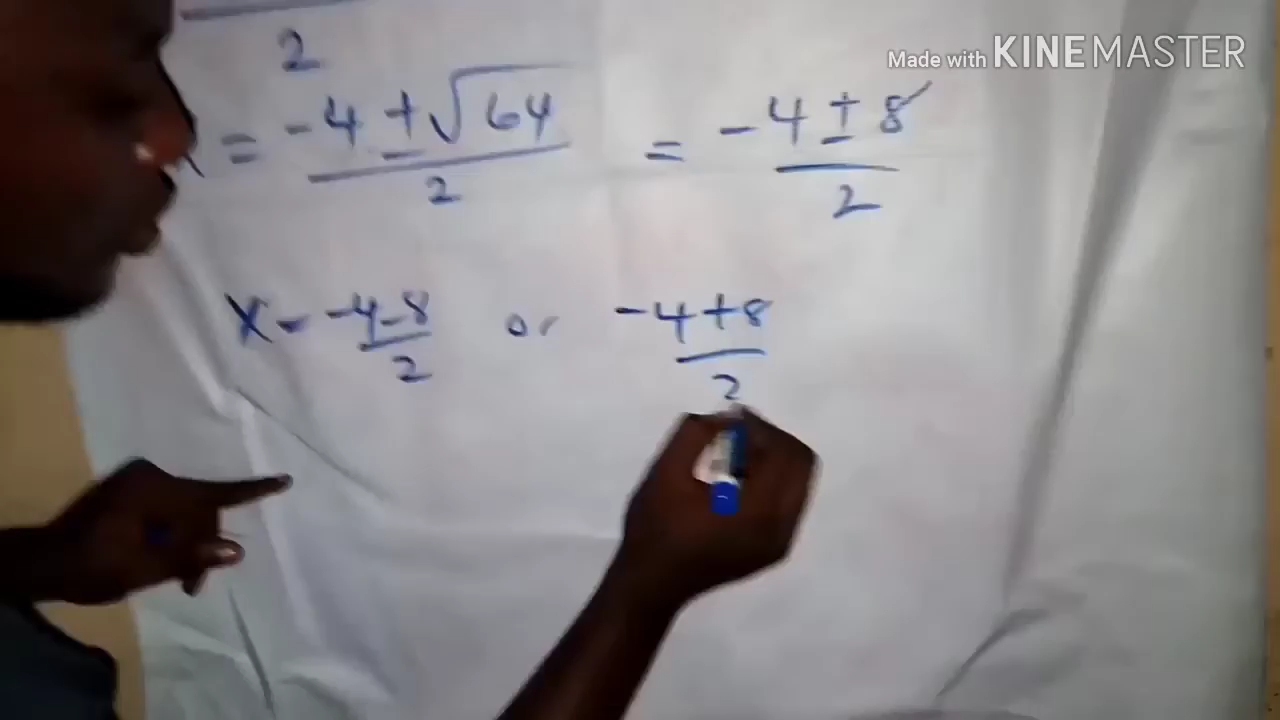 Made with KINEMASTER
2
= -4 ± √64 / 2 = -4 ± 8 / 2
X = -4-8 / 2 or -4+8 / 2